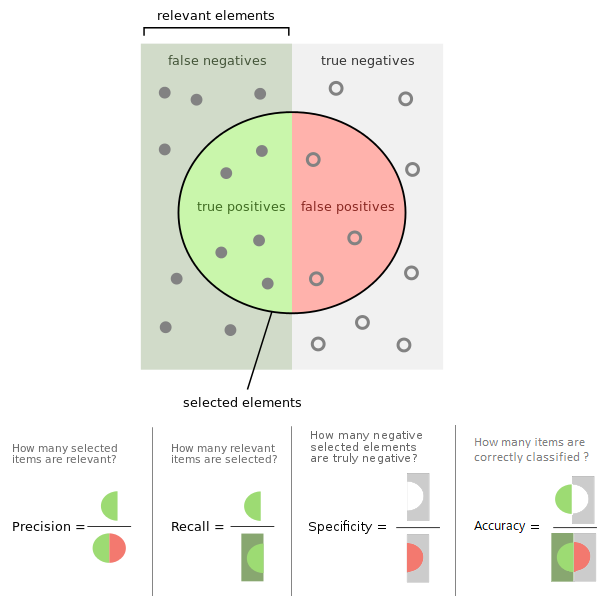 relevant elements
false negatives
true negatives
true positives
false positives
selected elements
How many selected
items are relevant?
Precision =
How many relevant
items are selected?
Recall =
How many negative
selected elements
are truly negative?
Specificity =
How many items are
correctly classified ?
Accuracy =